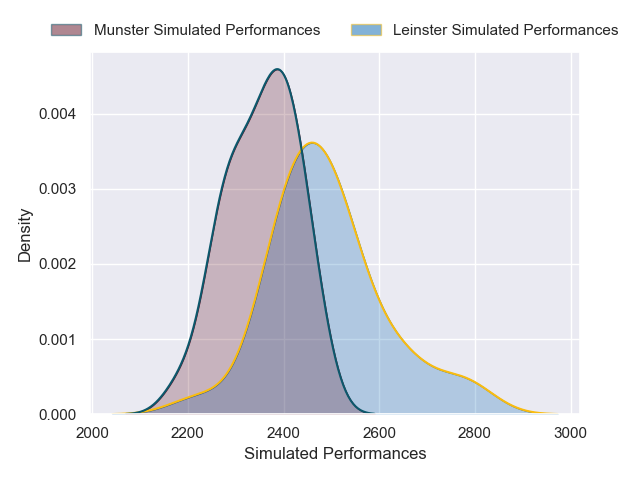 Munster Simulated Performances
Leinster Simulated Performances
Density
0.004
0.003
0.002
0.001
0.000
2000
2200
2400
2600
2800
3000
Simulated Performances